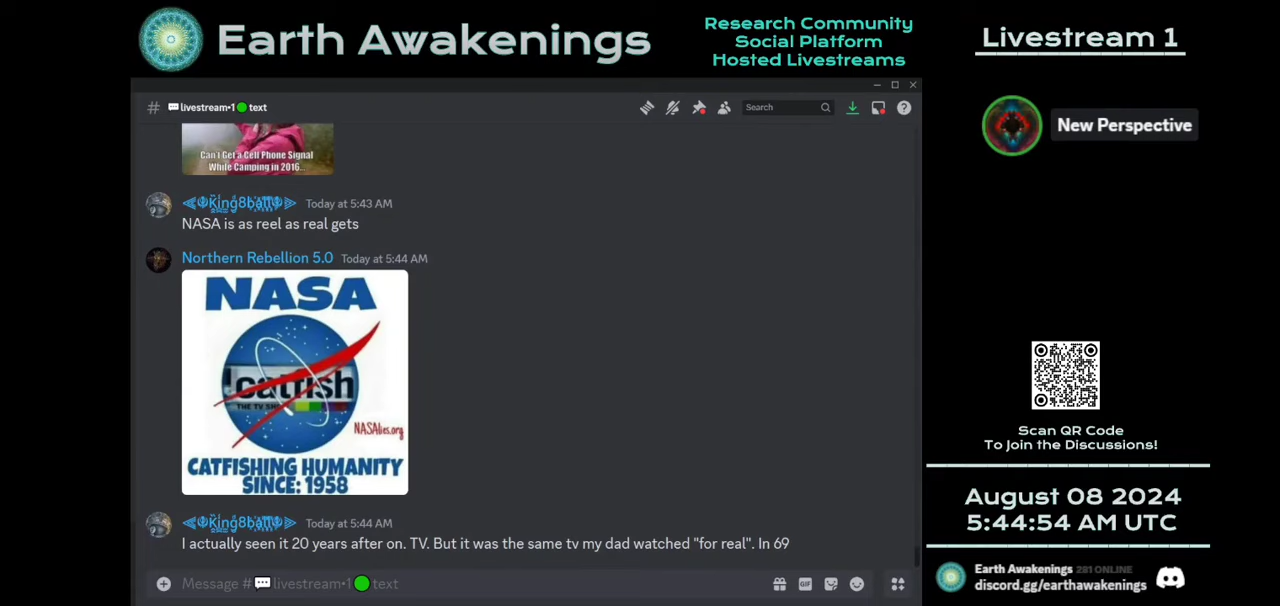 Earth Awakenings
Research Community
Social Platform
Hosted Livestreams
Livestream 1
New Perspective
# 💬livestream•1🟢text
Search
Can't Get a Cell Phone Signal
While Camping in 2016...
King8ball Today at 5:43 AM
NASA is as reel as real gets
Northern Rebellion 5.0 Today at 5:44 AM
NASA
catfish
THE TV SHOW
NASAlies.org
CATFISHING HUMANITY
SINCE: 1958
King8ball Today at 5:44 AM
I actually seen it 20 years after on. TV. But it was the same tv my dad watched "for real". In 69
Message #💬livestream•1🟢text
GIF
Scan QR Code
To Join the Discussions!
August 08 2024
5:44:54 AM UTC
Earth Awakenings 281 ONLINE
discord.gg/earthawakenings